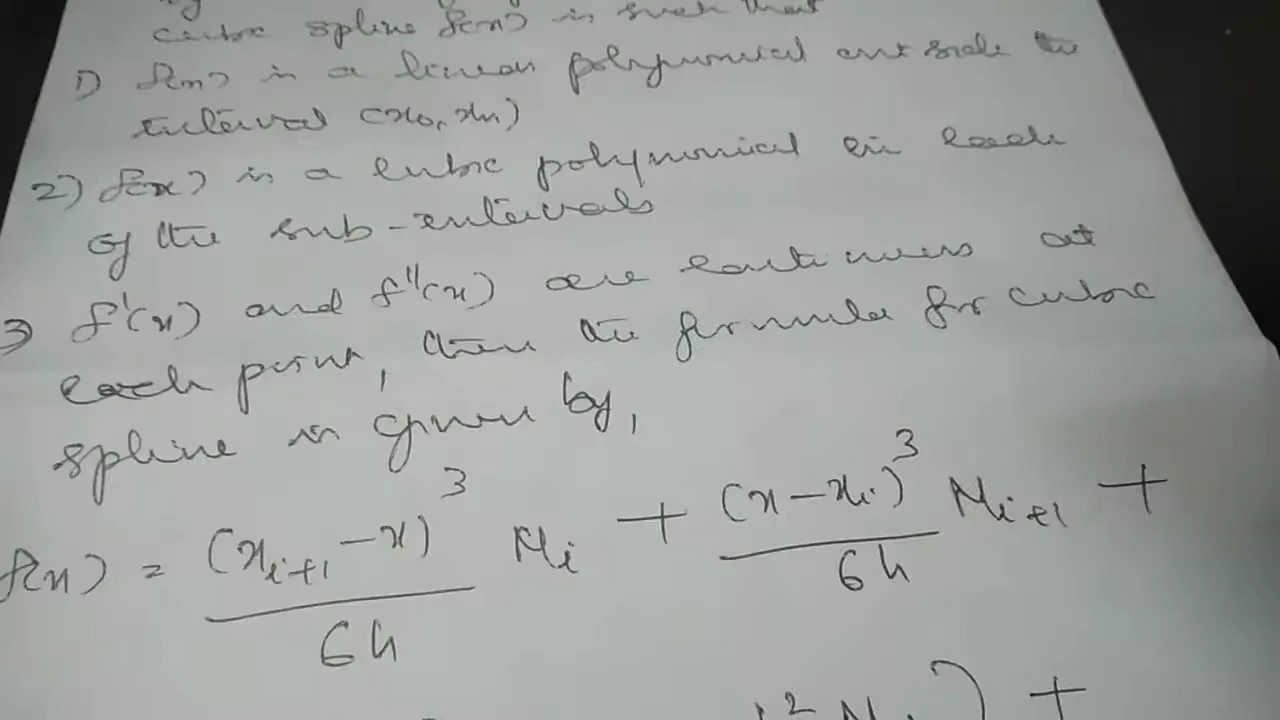 cubic spline f(x) is such that
1) f(x) is a linear polynomial outside the
interval (x₀, xₙ)
2) f(x) is a cubic polynomial in each
of the sub-intervals
3 f'(x) and f''(x) are continuous at
each point, then the formula for cubic
spline is given by,
f(x) = (xᵢ₊₁ - x)³ / 6h Mᵢ + (x - xᵢ)³ / 6h Mᵢ₊₁ +
) +